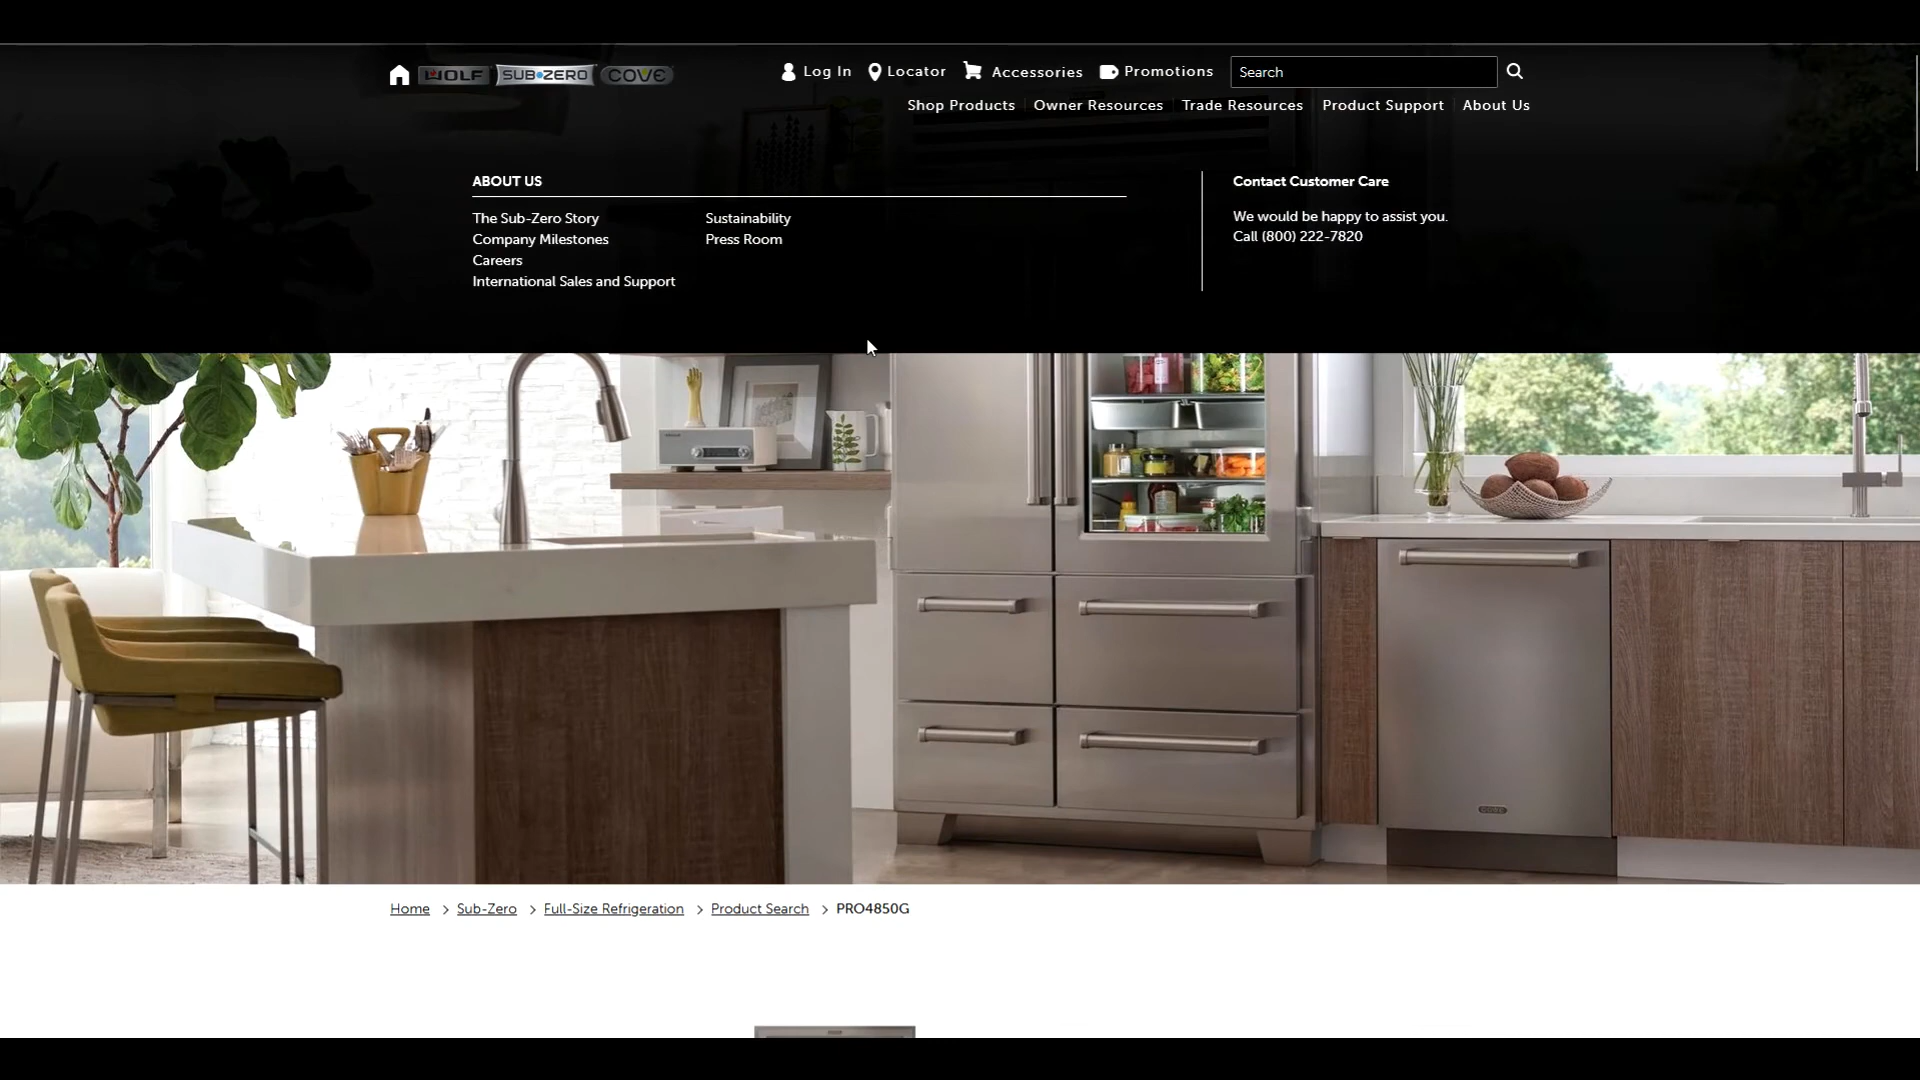 WOLF SUB-ZERO COVE Log In Locator Accessories Promotions Search
Shop Products Owner Resources Trade Resources Product Support About Us
ABOUT US
The Sub-Zero Story Sustainability
Company Milestones Press Room
Careers
International Sales and Support
Contact Customer Care
We would be happy to assist you.
Call (800) 222-7820
COVE
Home > Sub-Zero > Full-Size Refrigeration > Product Search > PRO4850G